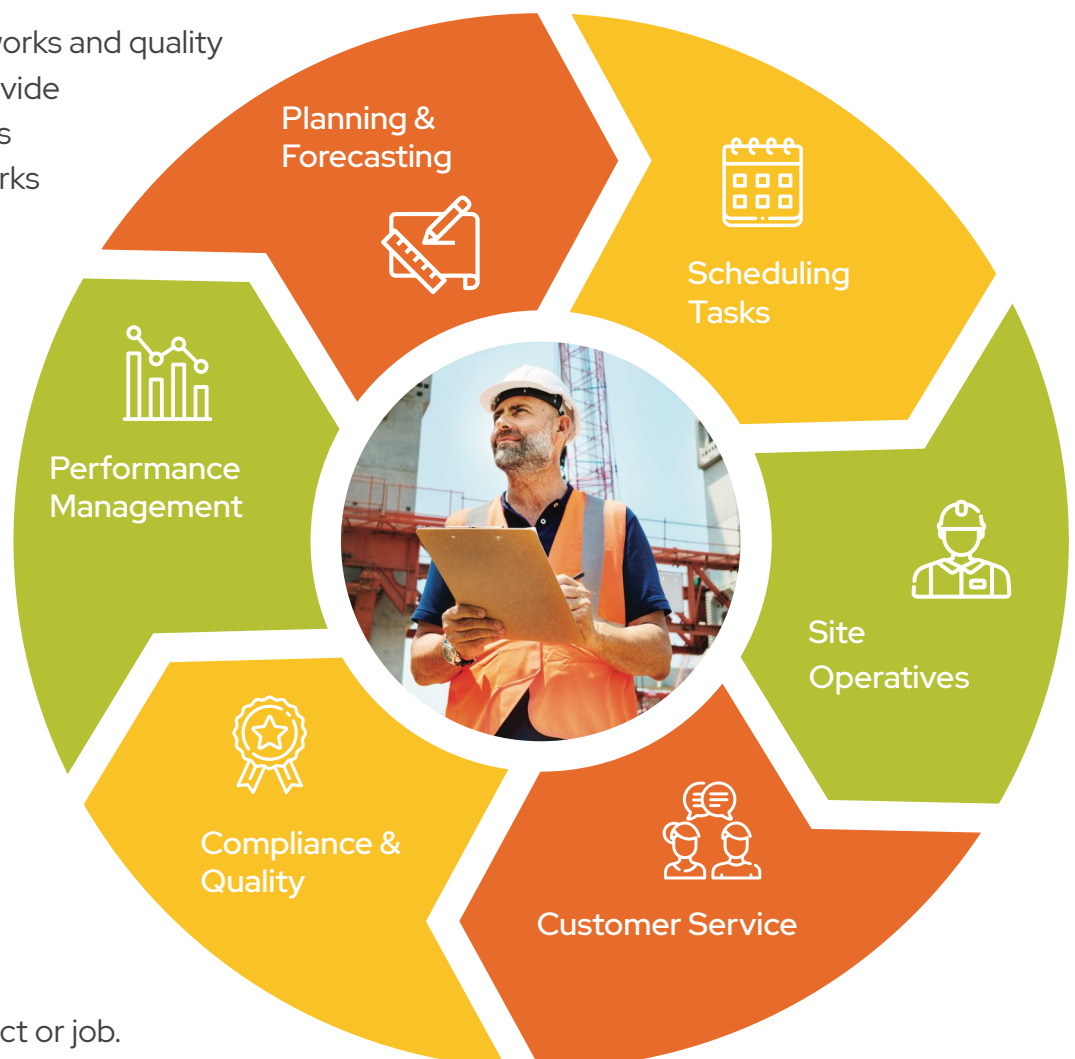 works and quality
vide
s
rks
Planning &
Forecasting
Scheduling
Tasks
Performance
Management
Site
Operatives
Compliance &
Quality
Customer Service
ct or job.